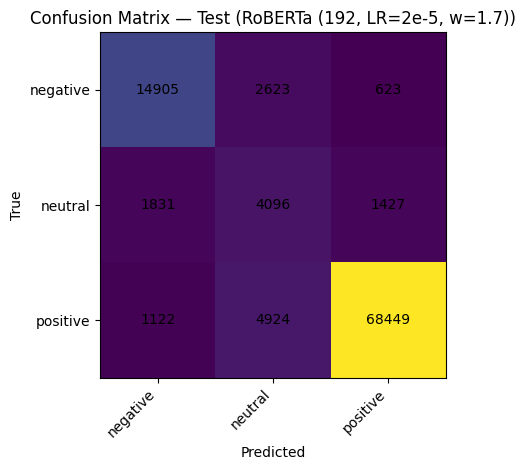 Confusion Matrix — Test (RoBERTa (192, LR=2e-5, w=1.7))
negative 14905 2623 623
neutral 1831 4096 1427
positive 1122 4924 68449
True
negative neutral positive
Predicted